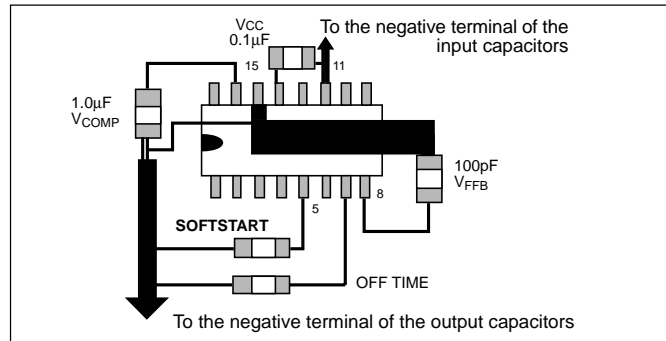 VCC
0.1μF
To the negative terminal of the
input capacitors
15
11
1.0μF
VCOMP
100pF
VFFB
5
8
SOFTSTART
OFF TIME
To the negative terminal of the output capacitors